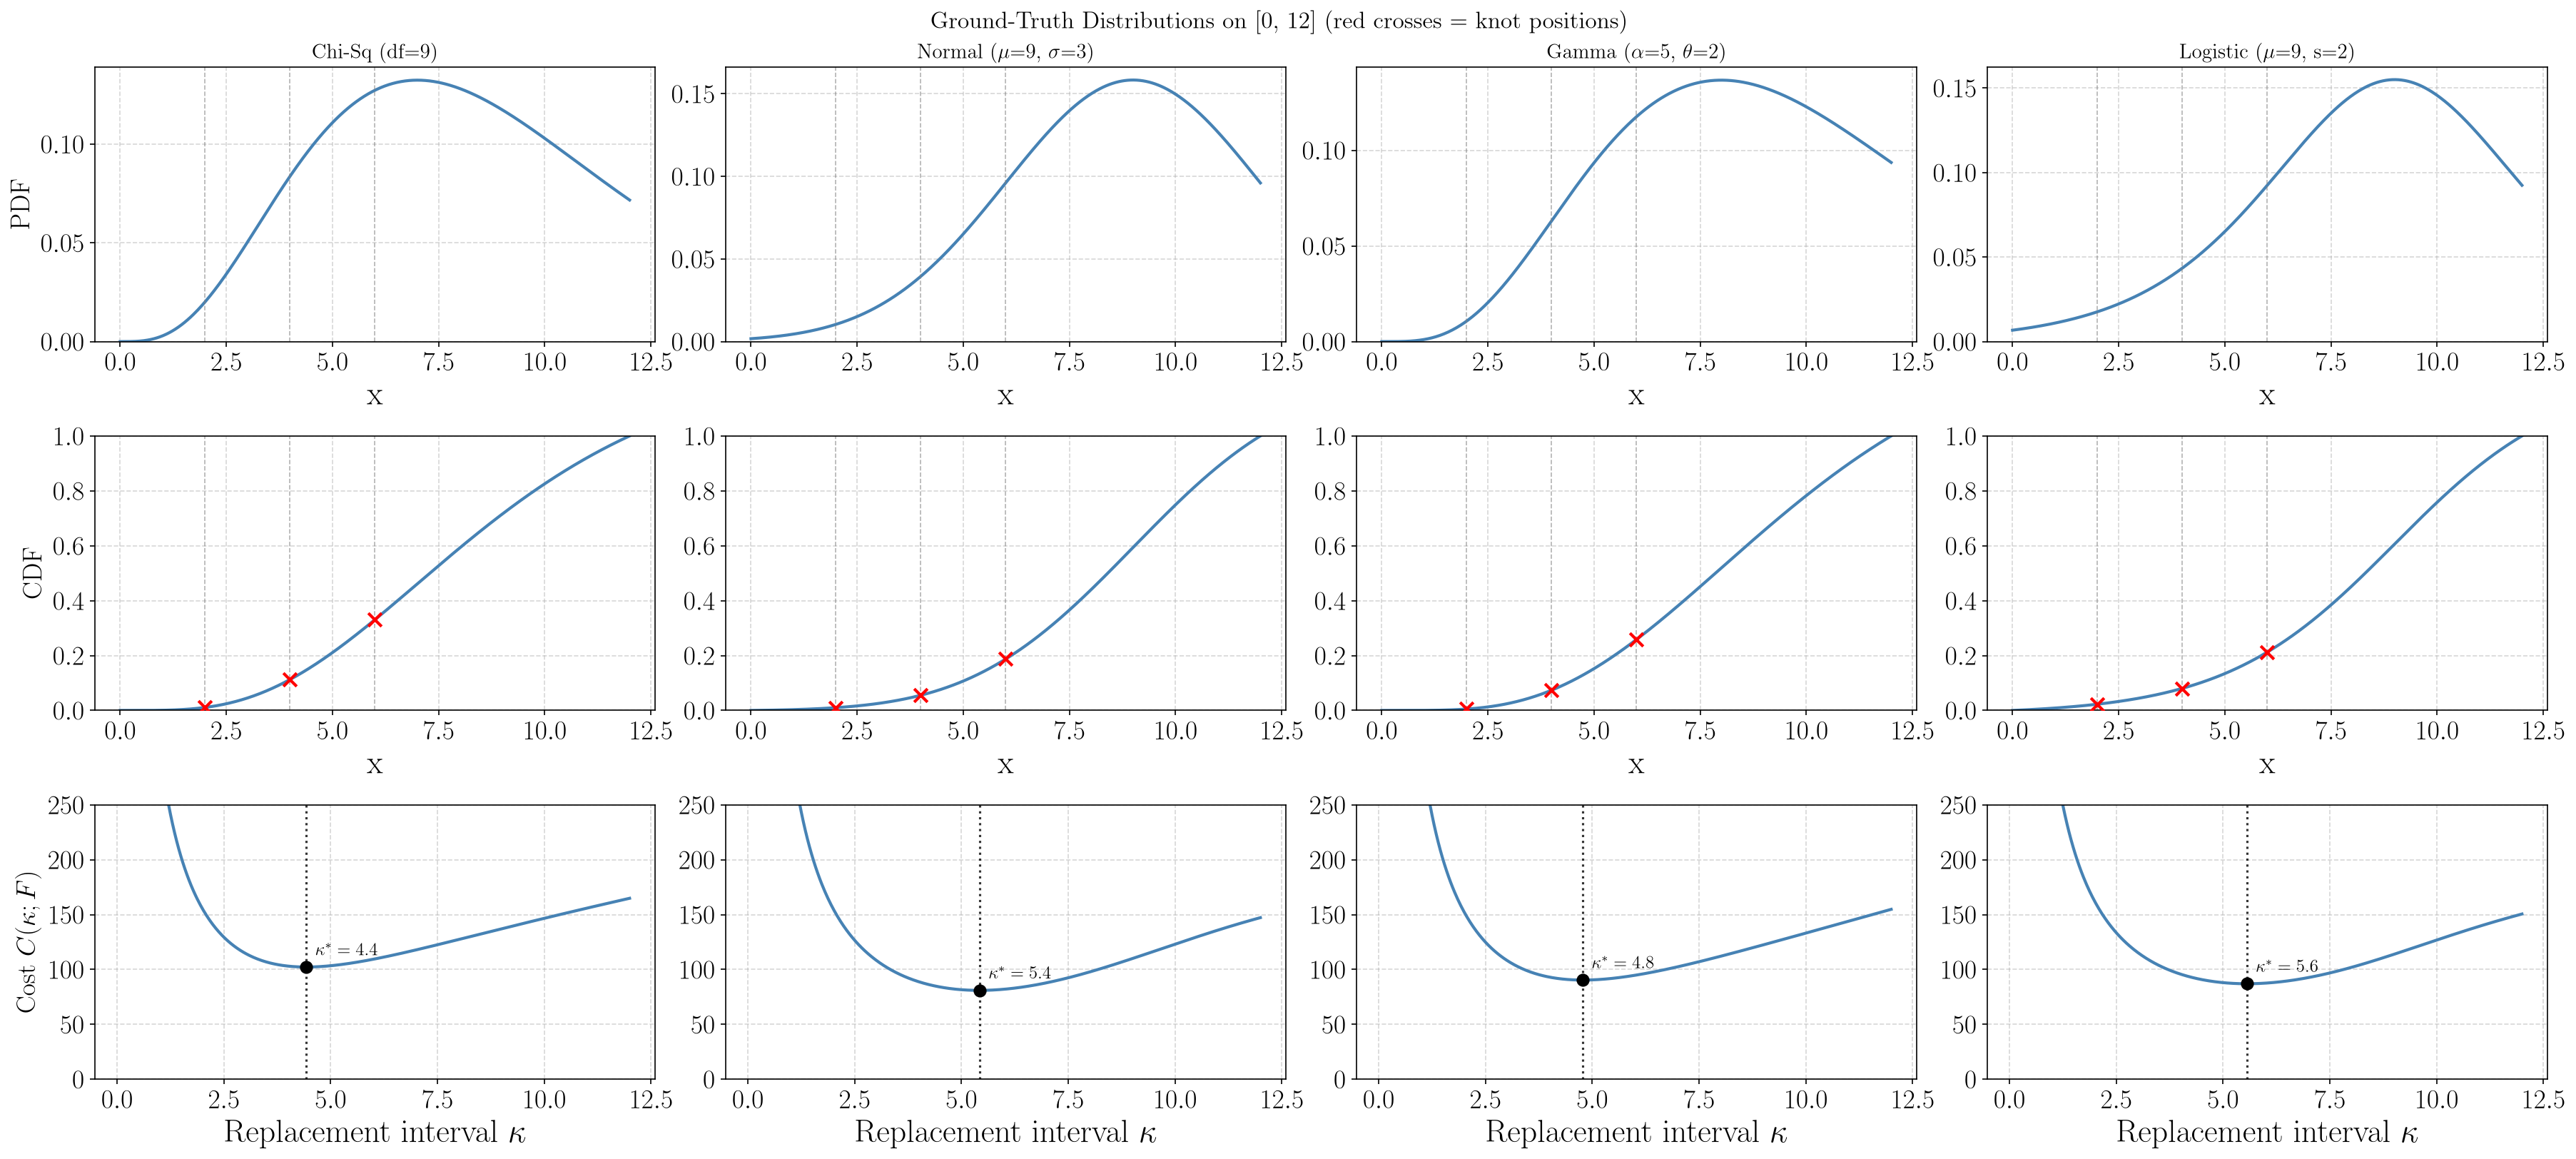 Ground-Truth Distributions on [0, 12] (red crosses = knot positions)
Chi-Sq (df=9)
Normal (μ=9, σ=3)
Gamma (α=5, θ=2)
Logistic (μ=9, s=2)
PDF
0.10
0.05
0.00
0.0 2.5 5.0 7.5 10.0 12.5
x
0.15
0.10
0.05
0.00
0.0 2.5 5.0 7.5 10.0 12.5
x
0.10
0.05
0.00
0.0 2.5 5.0 7.5 10.0 12.5
x
0.15
0.10
0.05
0.00
0.0 2.5 5.0 7.5 10.0 12.5
x
CDF
1.0
0.8
0.6
0.4
0.2
0.0
0.0 2.5 5.0 7.5 10.0 12.5
x
1.0
0.8
0.6
0.4
0.2
0.0
0.0 2.5 5.0 7.5 10.0 12.5
x
1.0
0.8
0.6
0.4
0.2
0.0
0.0 2.5 5.0 7.5 10.0 12.5
x
1.0
0.8
0.6
0.4
0.2
0.0
0.0 2.5 5.0 7.5 10.0 12.5
x
Cost C(κ; F)
250
200
150
100
50
0
κ* = 4.4
0.0 2.5 5.0 7.5 10.0 12.5
Replacement interval κ
250
200
150
100
50
0
κ* = 5.4
0.0 2.5 5.0 7.5 10.0 12.5
Replacement interval κ
250
200
150
100
50
0
κ* = 4.8
0.0 2.5 5.0 7.5 10.0 12.5
Replacement interval κ
250
200
150
100
50
0
κ* = 5.6
0.0 2.5 5.0 7.5 10.0 12.5
Replacement interval κ